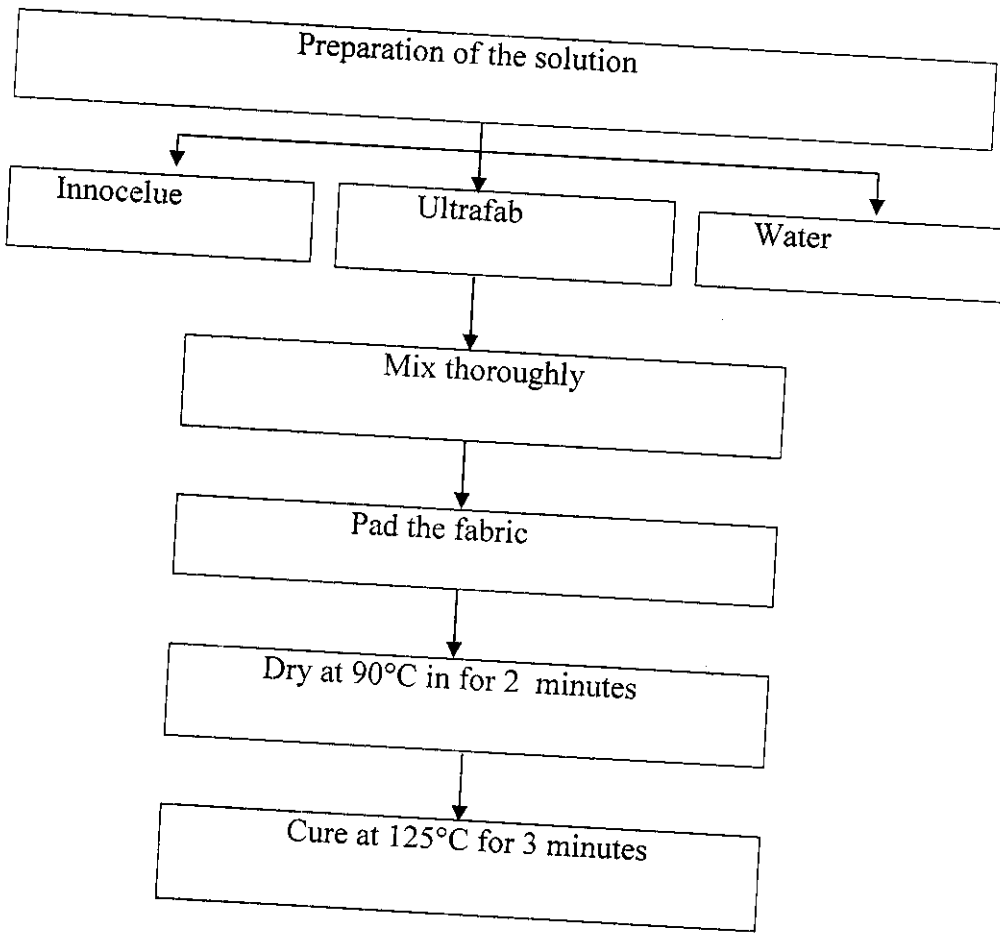 Preparation of the solution
Innocelue
Ultrafab
Water
Mix thoroughly
Pad the fabric
Dry at 90°C in for 2 minutes
Cure at 125°C for 3 minutes